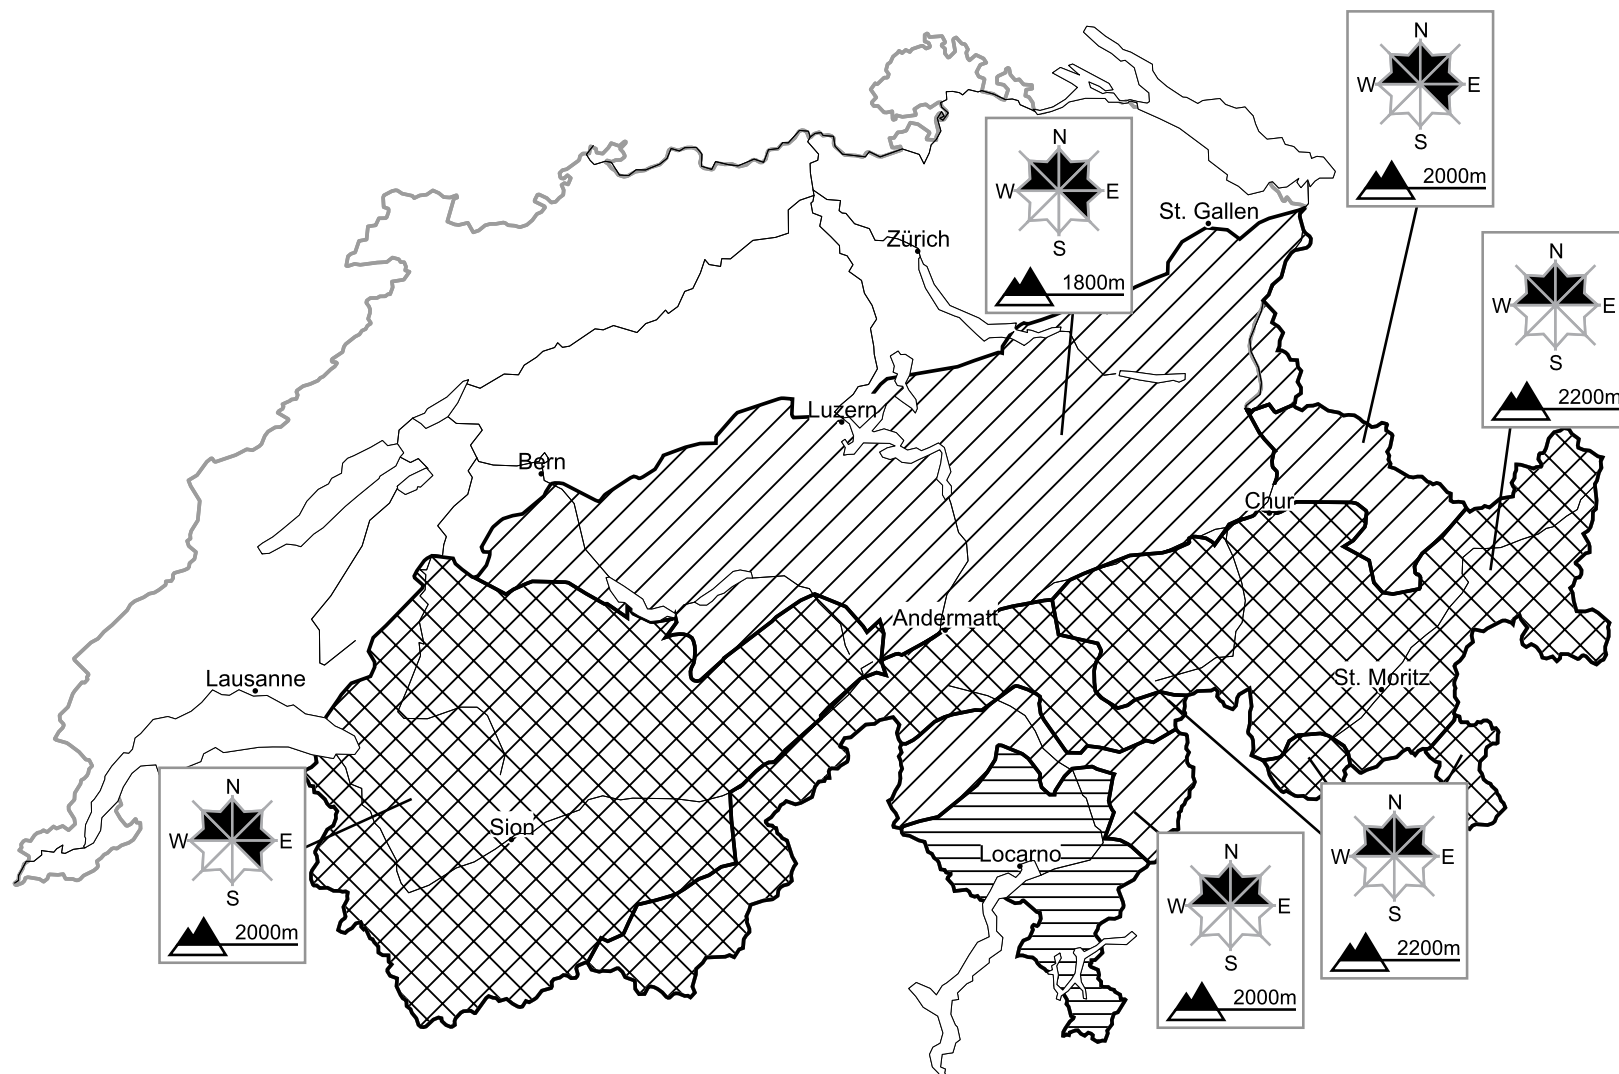 N
W E
S
2000m
N
W E
S
1800m
St. Gallen
Zürich
N
W E
S
2200m
Luzern
Bern
Chur
Andermatt
Lausanne
St. Moritz
N
W E
S
2000m
Sion
Locarno
N
W E
S
2200m
N
W E
S
2000m